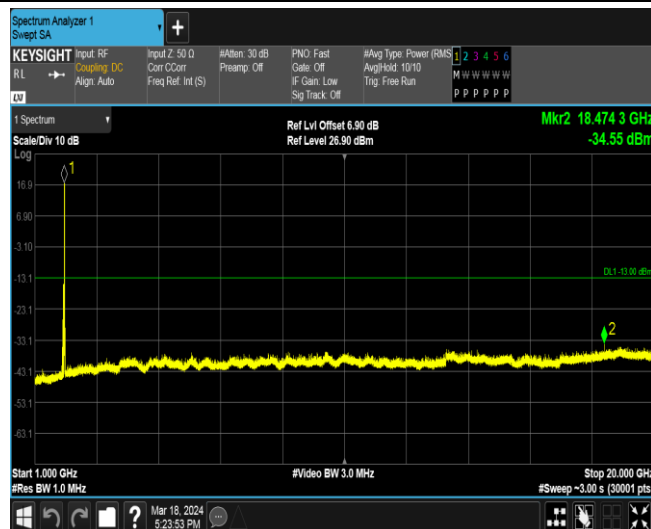 Spectrum Analyzer 1
Swept SA
+
KEYSIGHT
RL
LXI
Input: RF
Coupling: DC
Align: Auto
Input Z: 50 Ω
Corr CCorr
Freq Ref: Int (S)
#Atten: 30 dB
Preamp: Off
PNO: Fast
Gate: Off
IF Gain: Low
Sig Track: Off
#Avg Type: Power (RMS
Avg|Hold: 10/10
Trig: Free Run
1 2 3 4 5 6
M W W W W W
P P P P P P
1 Spectrum
Scale/Div 10 dB
Log
Ref Lvl Offset 6.90 dB
Ref Level 26.90 dBm
Mkr2 18.474 3 GHz
-34.55 dBm
1
16.9
6.90
-3.10
-13.1
DL1 -13.00 dBm
-23.1
-33.1
2
-43.1
-53.1
-63.1
Start 1.000 GHz
#Res BW 1.0 MHz
#Video BW 3.0 MHz
Stop 20.000 GHz
#Sweep ~3.00 s (30001 pts)
?
Mar 18, 2024
5:23:53 PM